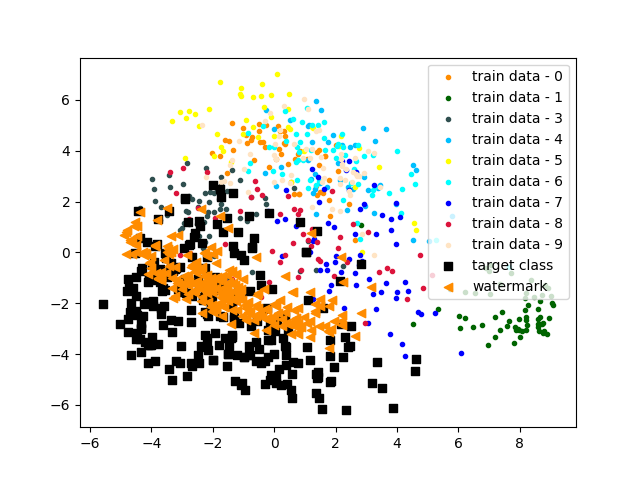 train data - 0
train data - 1
train data - 3
train data - 4
train data - 5
train data - 6
train data - 7
train data - 8
train data - 9
target class
watermark
6
4
2
0
−2
−4
−6
−6 −4 −2 0 2 4 6 8